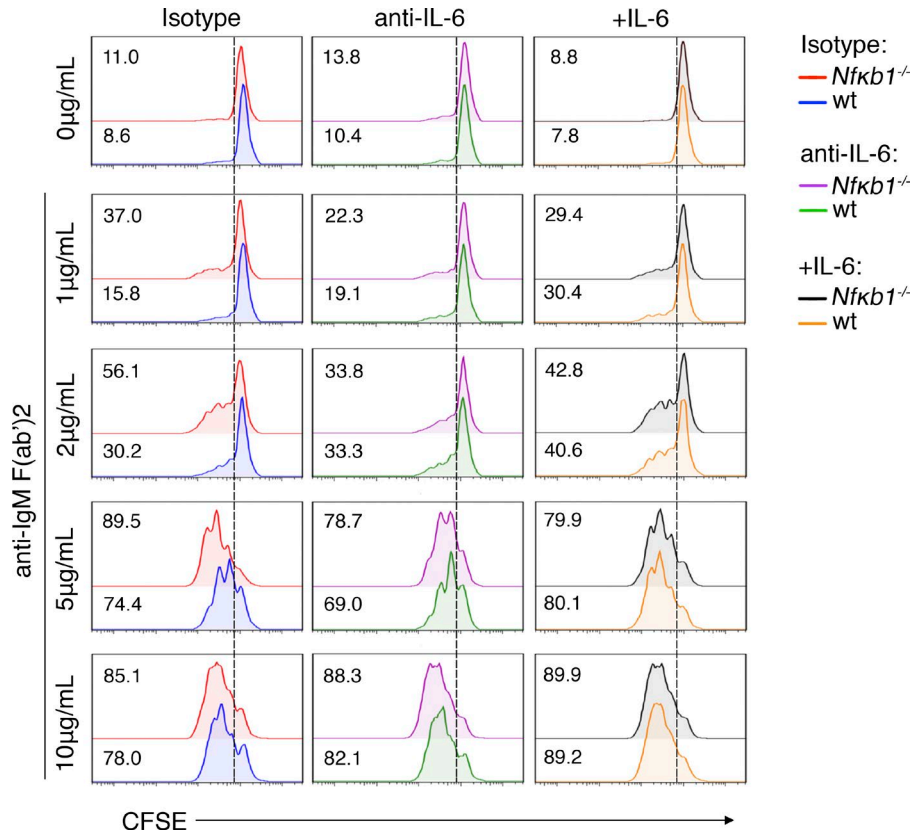 Isotype anti-IL-6 +IL-6
0µg/mL
11.0
8.6
13.8
10.4
8.8
7.8
anti-IgM F(ab')2
1µg/mL
37.0
15.8
22.3
19.1
29.4
30.4
2µg/mL
56.1
30.2
33.8
33.3
42.8
40.6
5µg/mL
89.5
74.4
78.7
69.0
79.9
80.1
10µg/mL
85.1
78.0
88.3
82.1
89.9
89.2
CFSE
Isotype:
Nfκb1-/-
wt
anti-IL-6:
Nfκb1-/-
wt
+IL-6:
Nfκb1-/-
wt